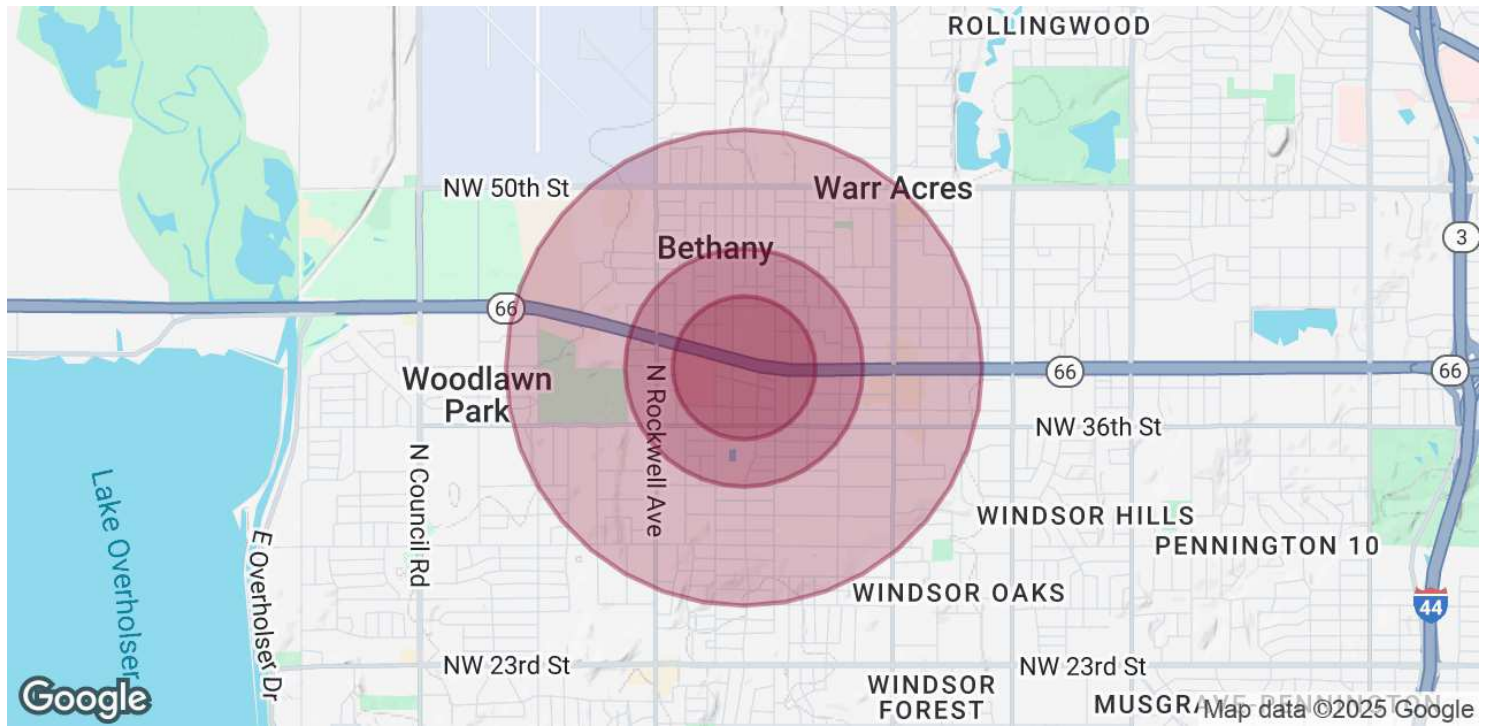 ROLLINGWOOD
NW 50th St
Warr Acres
3
Bethany
66
66
66
Woodlawn
Park
N Rockwell Ave
NW 36th St
N Council Rd
Lake Overholser
E Overholser Dr
WINDSOR HILLS
PENNINGTON 10
WINDSOR OAKS
44
NW 23rd St
NW 23rd St
WINDSOR
FOREST
Google
Map data ©2025 Google